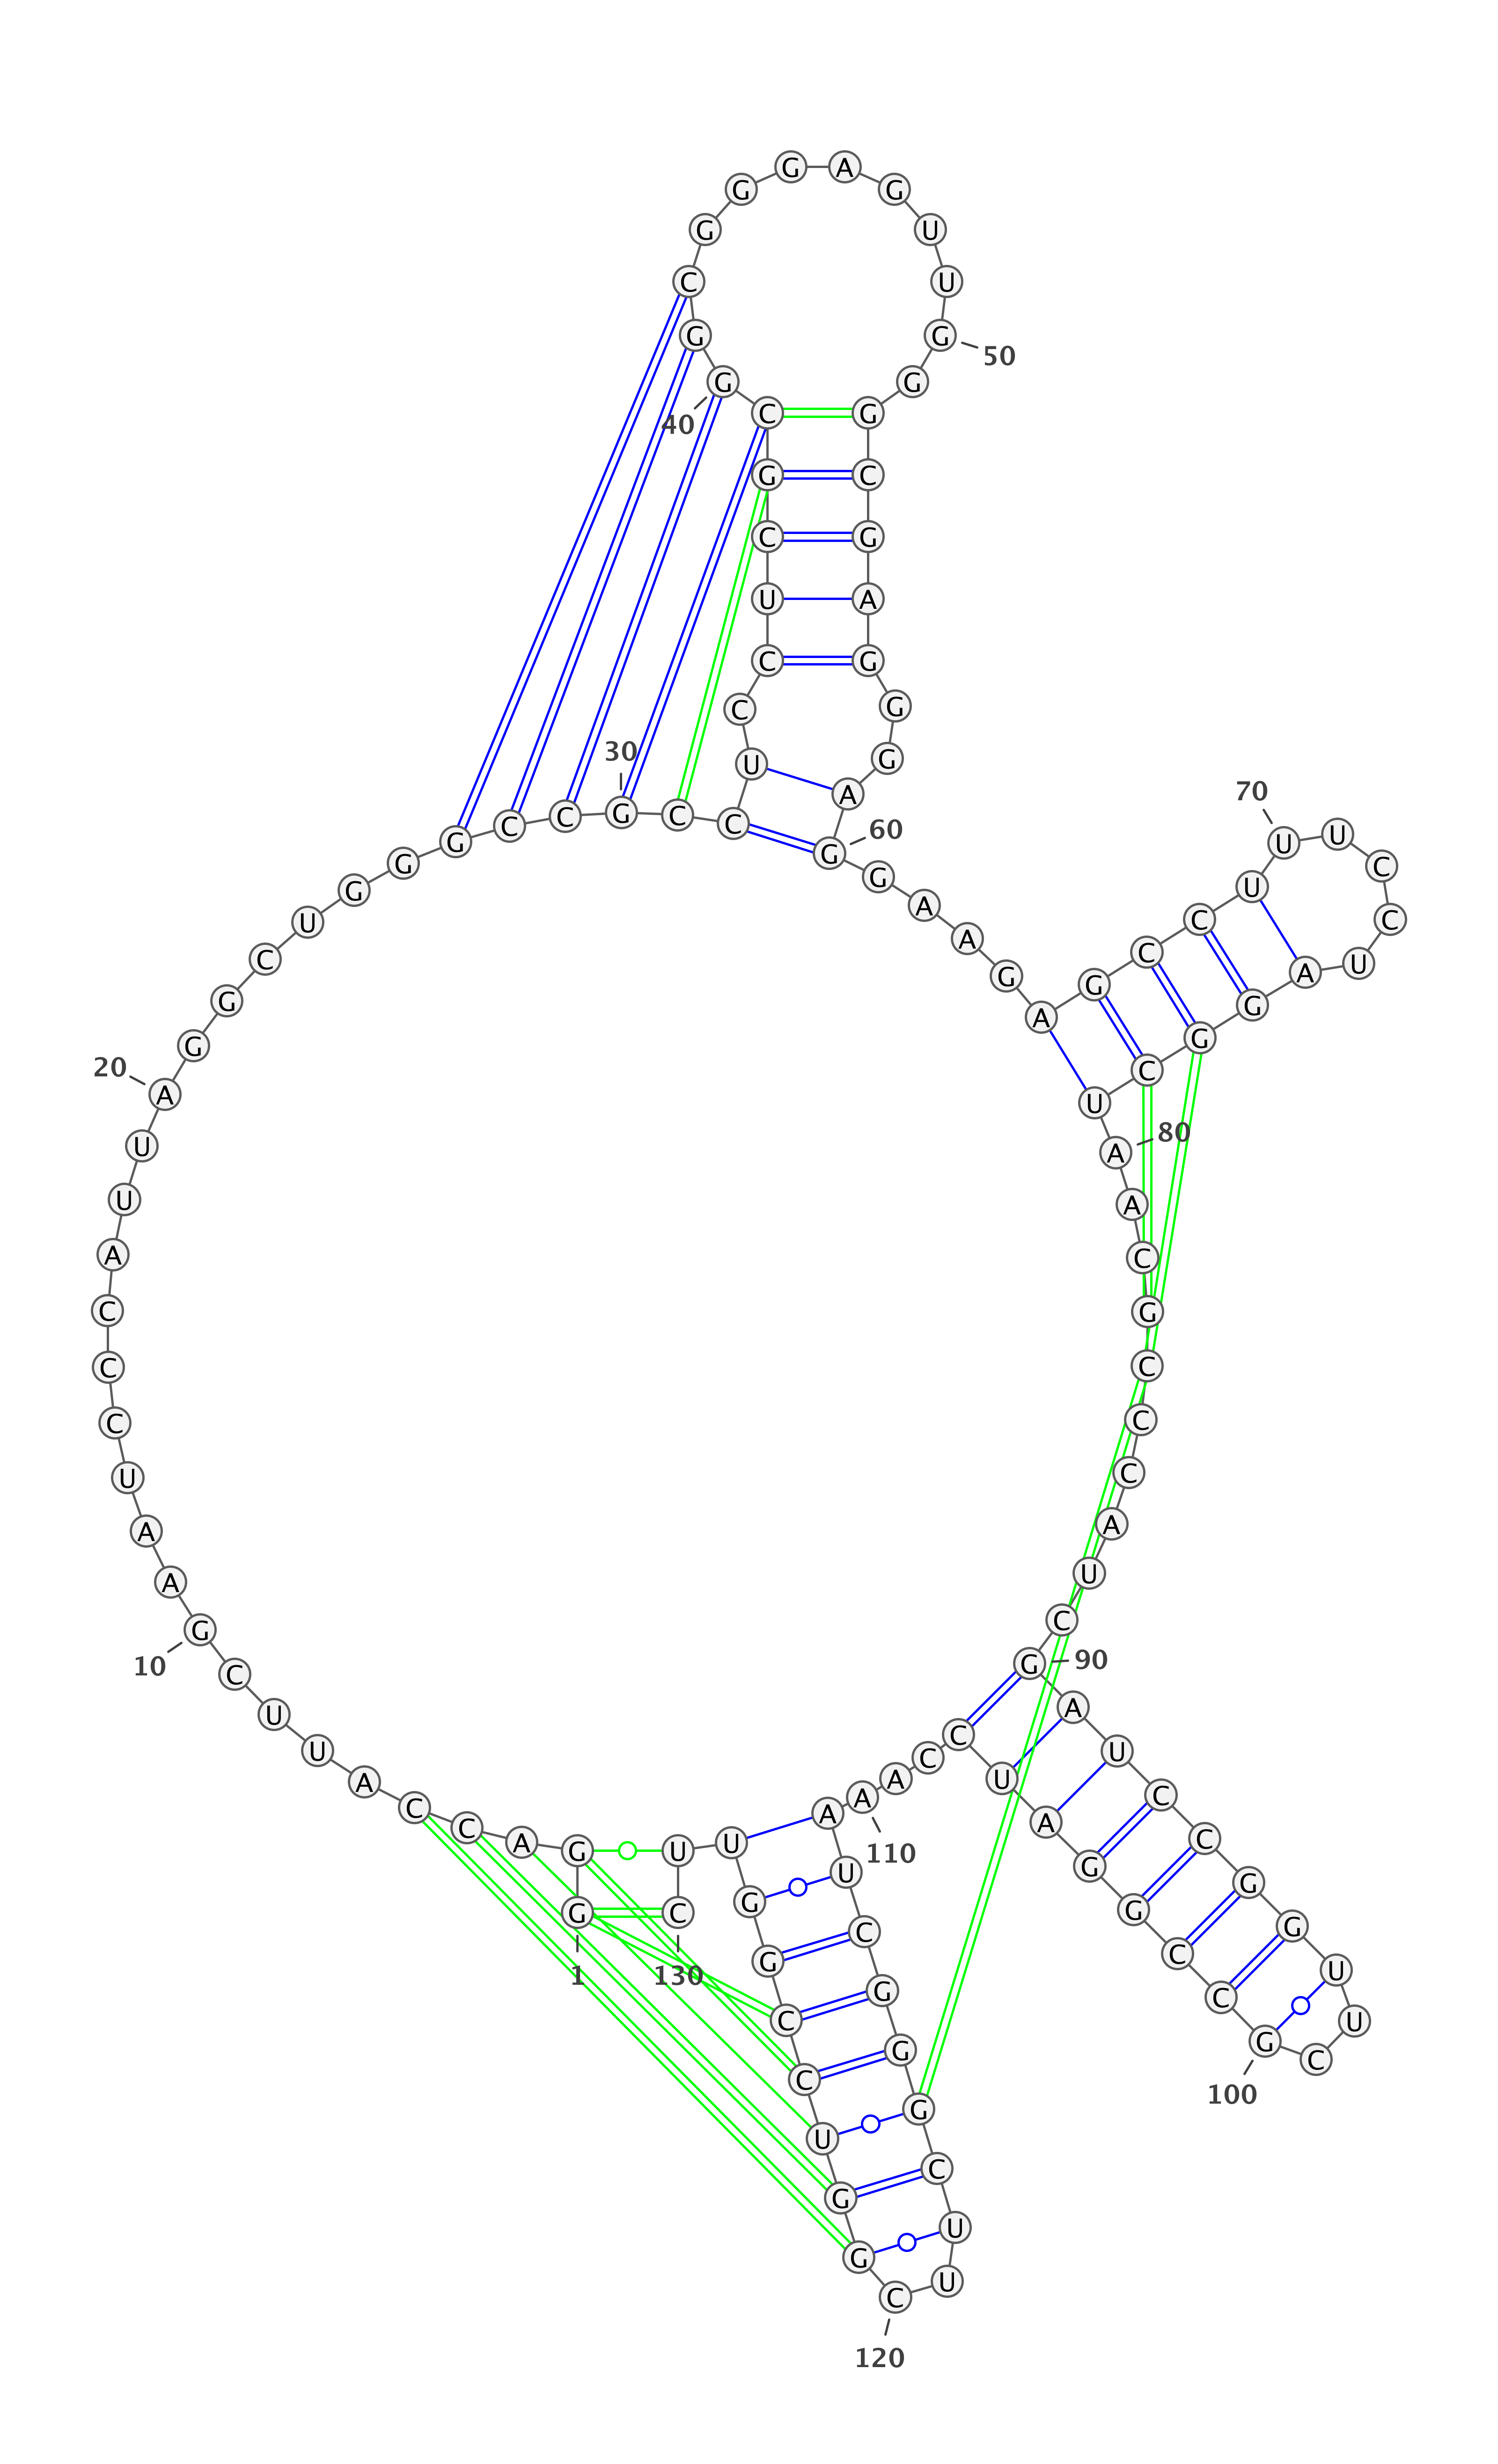 1
G G A C C A U U C G
10
A A U C C C A U U A
20
G G C U G G G C C G
30
C C U C C U C G C G
40
G C G G G A G U U G
50
G G C G A G G G A G
60
G A A G A G C C U U
70
U C C U A G G C U A
80
A C G C C C A U C G
90
A U C C G G U U C G
100
C C G G A U C C A A
110
A U C G G G C U U C
120
G G U C C G G U U C
130